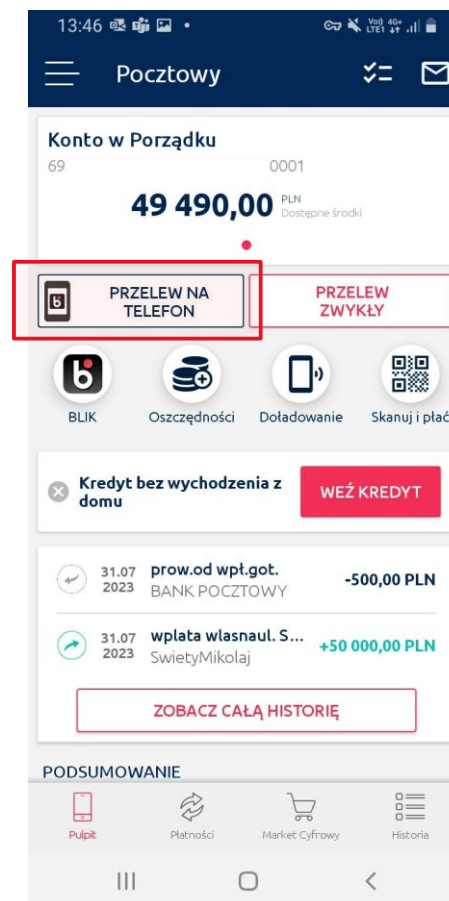 13:46
Vo)) 4G+
LTE1
Pocztowy
Konto w Porządku
69 0001
49 490,00 PLN
Dostępne środki
PRZELEW NA
TELEFON
PRZELEW
ZWYKŁY
BLIK
Oszczędności
Doładowanie
Skanuj i płać
Kredyt bez wychodzenia z
domu
WEŹ KREDYT
31.07
2023
prow.od wpł.got.
BANK POCZTOWY
-500,00 PLN
31.07
2023
wplata wlasnaul. S...
SwietyMikolaj
+50 000,00 PLN
ZOBACZ CAŁĄ HISTORIĘ
PODSUMOWANIE
Pulpit
Płatności
Market Cyfrowy
Historia